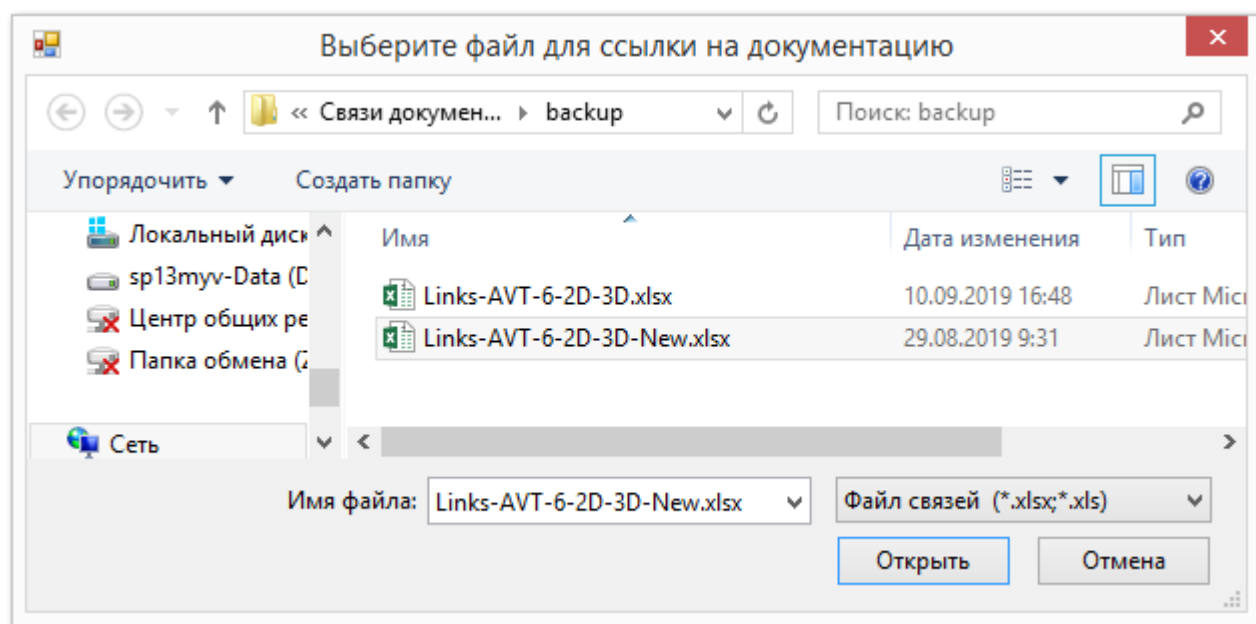 Выберите файл для ссылки на документацию
« Связи докумен... backup
Поиск: backup
Упорядочить
Создать папку
Локальный диск
sp13myv-Data (D
Центр общих ре
Папка обмена (Z
Сеть
Имя Дата изменения Тип
Links-AVT-6-2D-3D.xlsx 10.09.2019 16:48 Лист Micr
Links-AVT-6-2D-3D-New.xlsx 29.08.2019 9:31 Лист Micr
Имя файла: Links-AVT-6-2D-3D-New.xlsx Файл связей (*.xlsx;*.xls)
Открыть Отмена